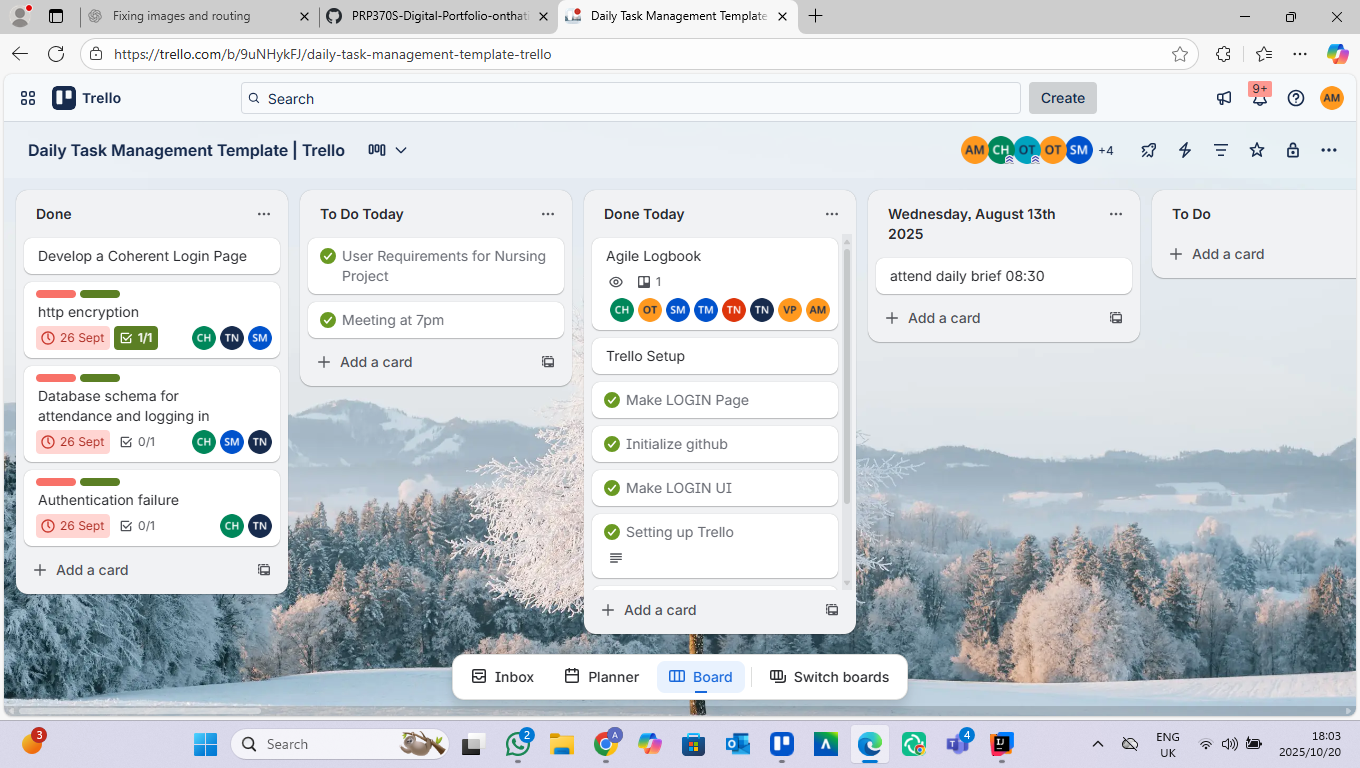 Fixing images and routing
PRP370S-Digital-Portfolio-onthati
Daily Task Management Template
https://trello.com/b/9uNHykFJ/daily-task-management-template-trello
Trello
Search
Create
9+
AM
Daily Task Management Template | Trello
AM
CH
OT
OT
SM
+4
Done
Develop a Coherent Login Page
http encryption
26 Sept
1/1
CH
TN
SM
Database schema for
attendance and logging in
26 Sept
0/1
CH
SM
TN
Authentication failure
26 Sept
0/1
CH
TN
Add a card
To Do Today
User Requirements for Nursing
Project
Meeting at 7pm
Add a card
Done Today
Agile Logbook
1
CH
OT
SM
TM
TN
TN
VP
AM
Trello Setup
Make LOGIN Page
Initialize github
Make LOGIN UI
Setting up Trello
Add a card
Wednesday, August 13th
2025
attend daily brief 08:30
Add a card
To Do
Add a card
Inbox
Planner
Board
Switch boards
3
Search
2
A
4
ENG
UK
18:03
2025/10/20